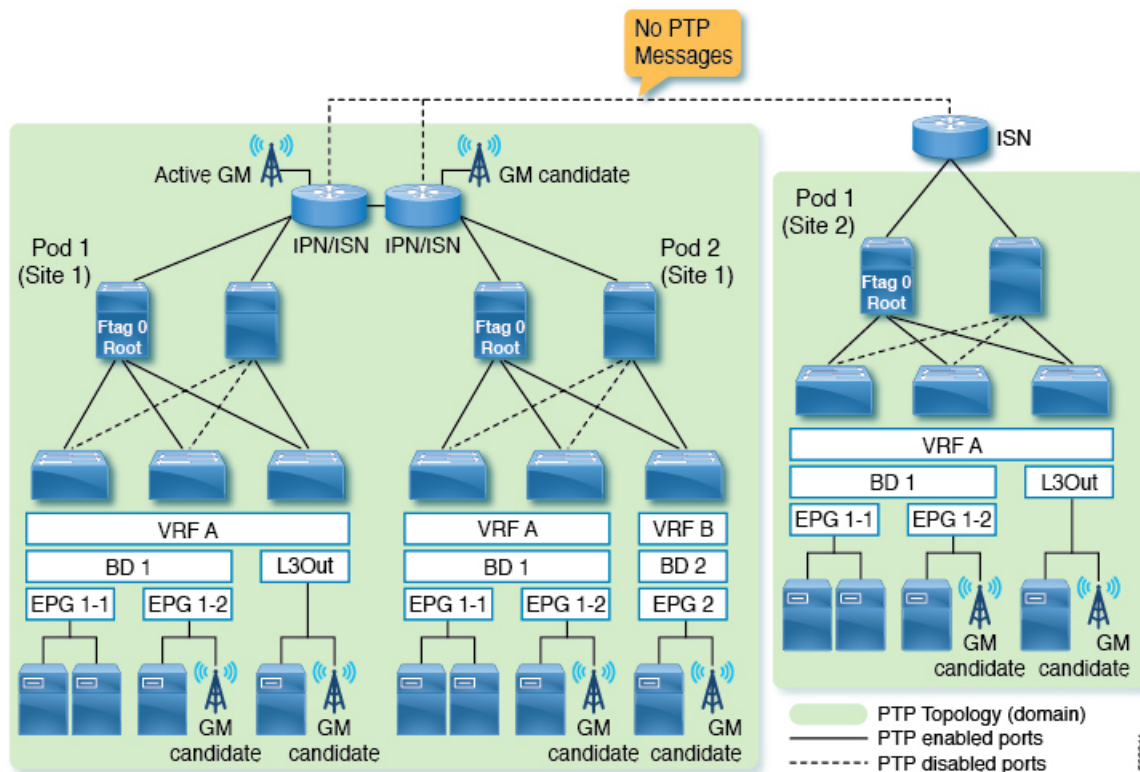 No PTP
Messages
ISN
Active GM
GM candidate
IPN/ISN
IPN/ISN
Pod 1
(Site 1)
Pod 2
(Site 1)
Pod 1
(Site 2)
Ftag 0
Root
Ftag 0
Root
Ftag 0
Root
VRF A
BD 1
L3Out
EPG 1-1
EPG 1-2
GM
candidate
GM
candidate
VRF A
VRF B
BD 1
BD 2
EPG 1-1
EPG 1-2
EPG 2
GM
candidate
GM
candidate
VRF A
BD 1
L3Out
EPG 1-1
EPG 1-2
GM
candidate
GM
candidate
PTP Topology (domain)
PTP enabled ports
PTP disabled ports